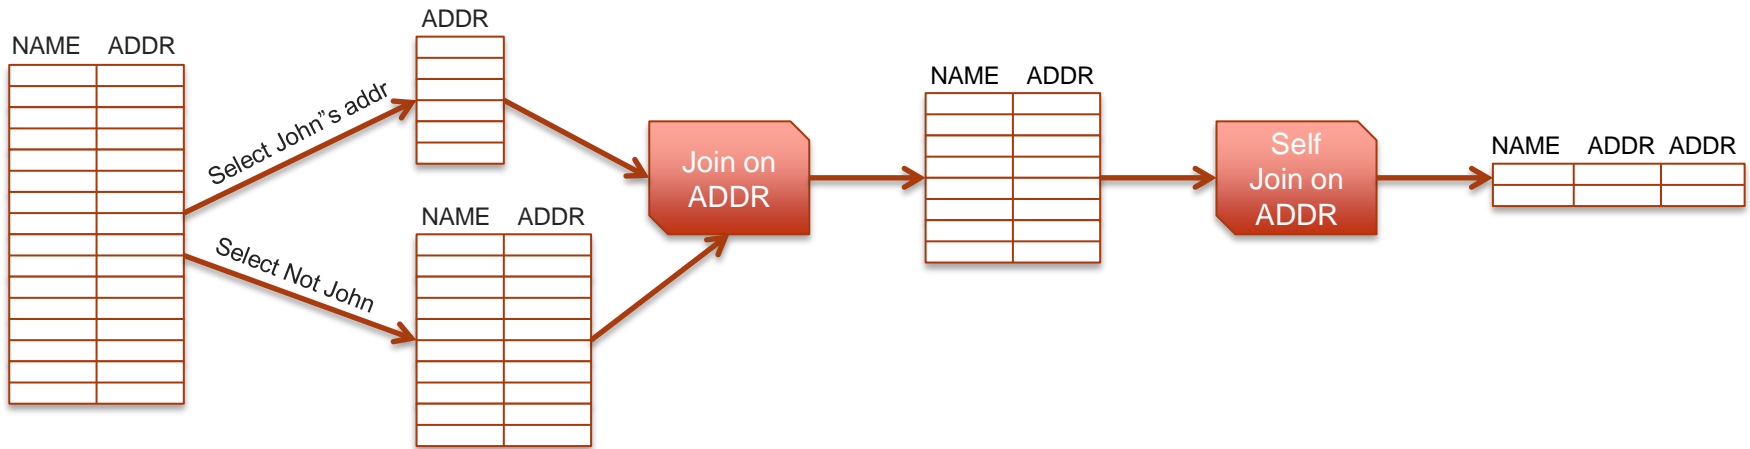 NAME ADDR
Select John"s addr
Select Not John
ADDR
NAME ADDR
Join on
ADDR
NAME ADDR
Self
Join on
ADDR
NAME ADDR ADDR